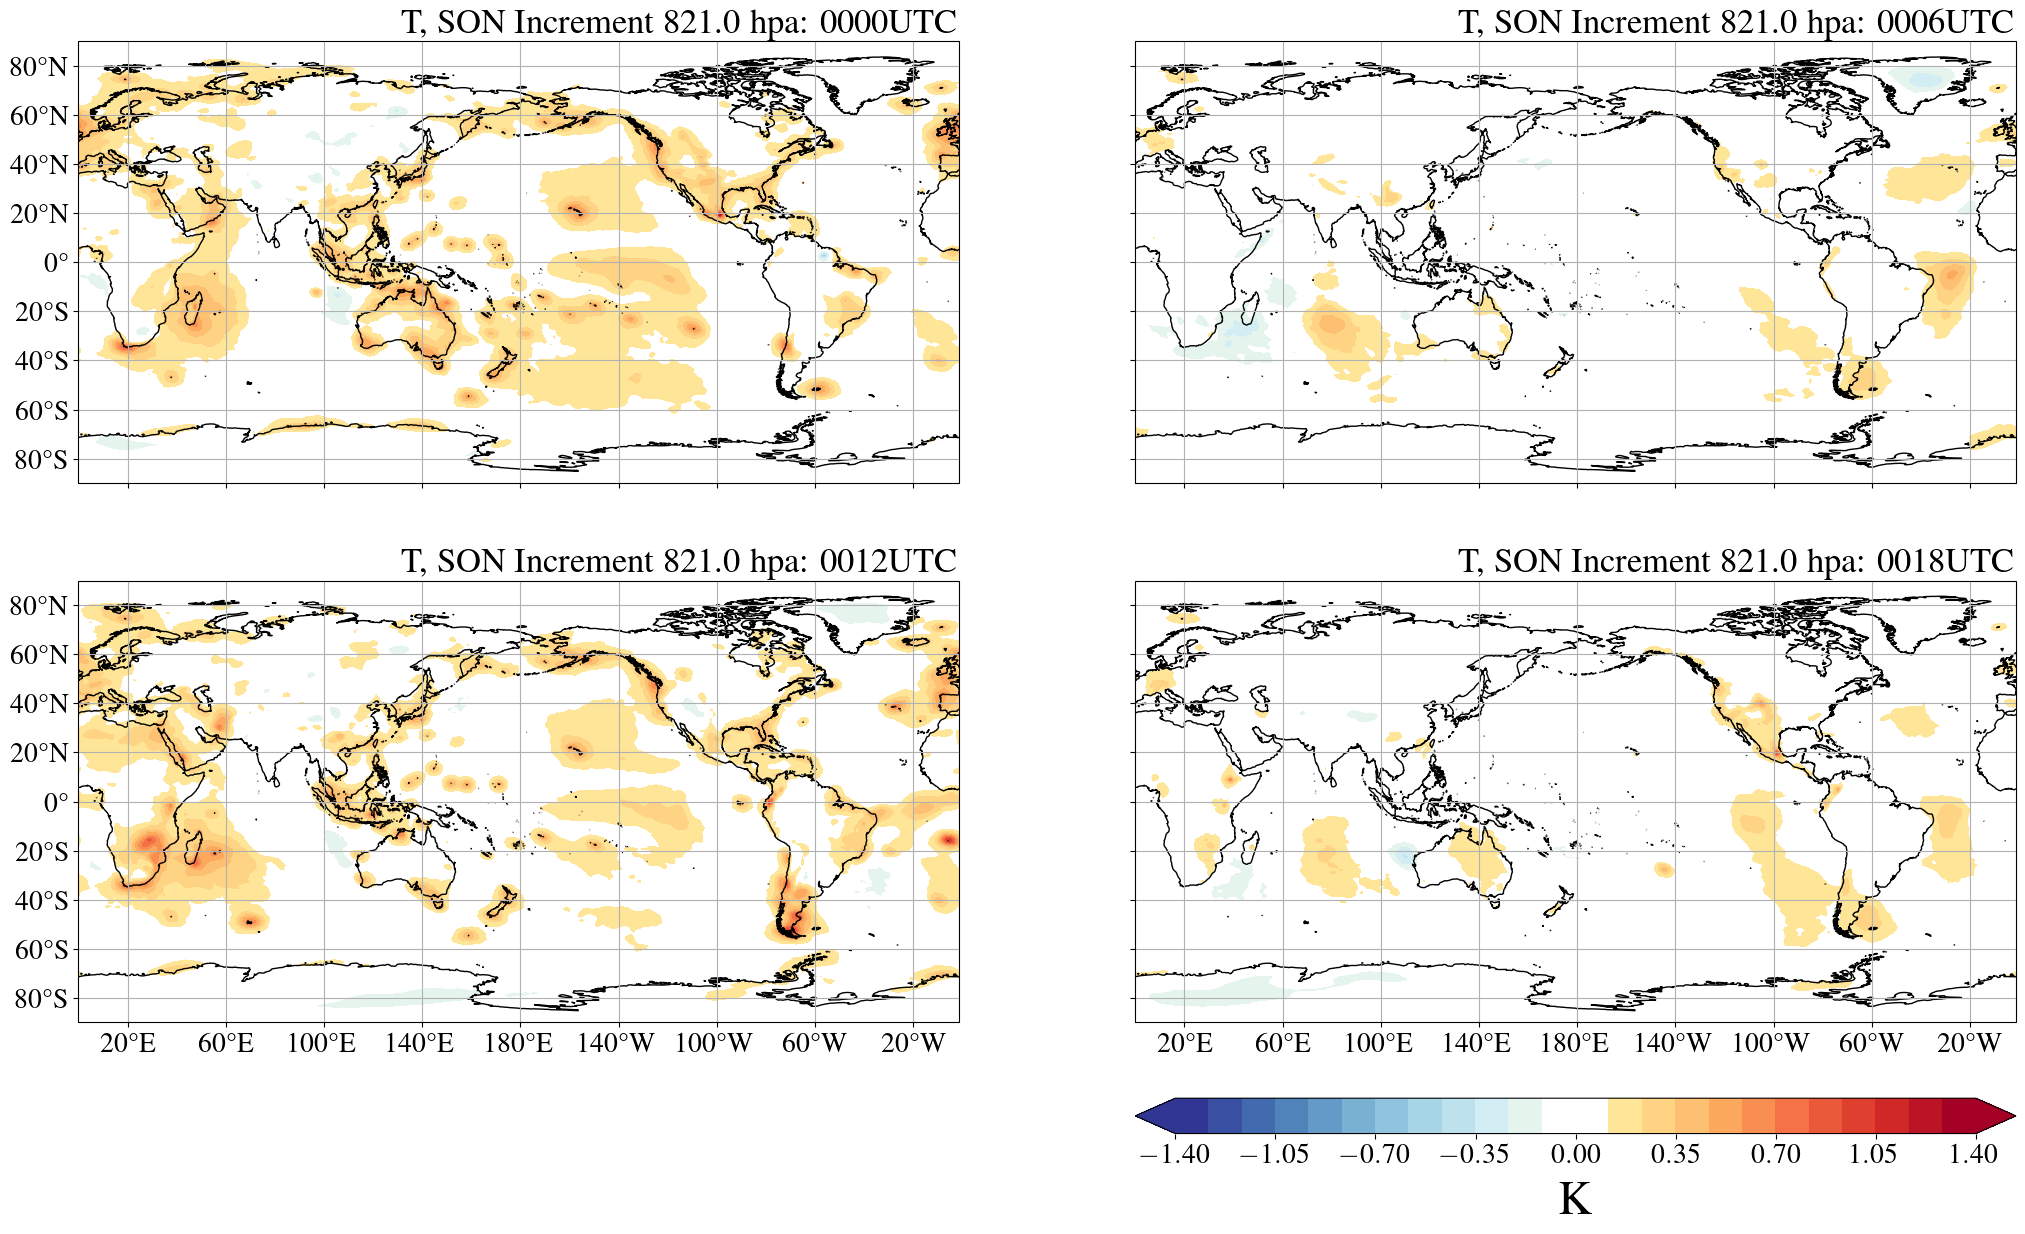 T, SON Increment 821.0 hpa: 0000UTC
T, SON Increment 821.0 hpa: 0006UTC
80°N
60°N
40°N
20°N
0°
20°S
40°S
60°S
80°S
T, SON Increment 821.0 hpa: 0012UTC
T, SON Increment 821.0 hpa: 0018UTC
80°N
60°N
40°N
20°N
0°
20°S
40°S
60°S
80°S
20°E 60°E 100°E 140°E 180°E 140°W 100°W 60°W 20°W
20°E 60°E 100°E 140°E 180°E 140°W 100°W 60°W 20°W
−1.40 −1.05 −0.70 −0.35 0.00 0.35 0.70 1.05 1.40
K